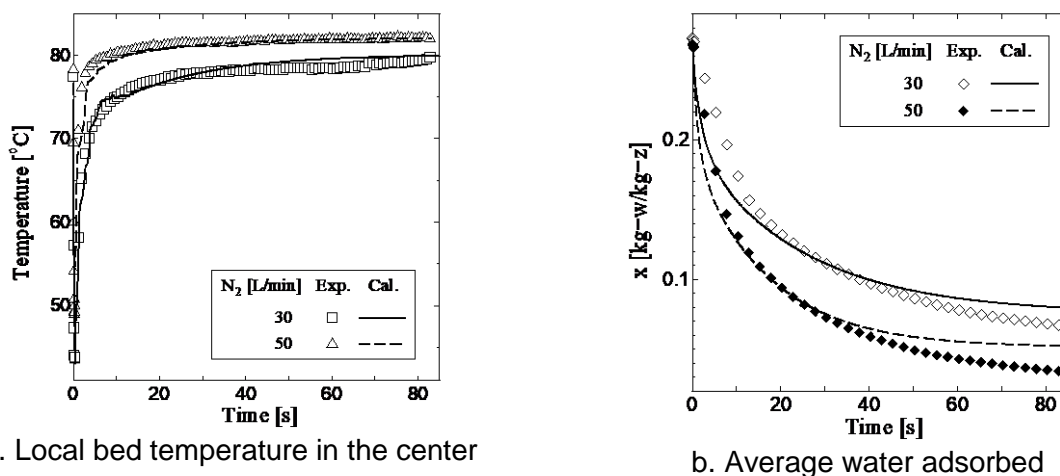 Temperature [°C]
80
70
60
50
N₂ [L/min] Exp. Cal.
30
50
0 20 40 60 80
Time [s]
. Local bed temperature in the center
x [kg-w/kg-z]
0.2
0.1
N₂ [L/min] Exp. Cal.
30
50
0 20 40 60 80
Time [s]
b. Average water adsorbed